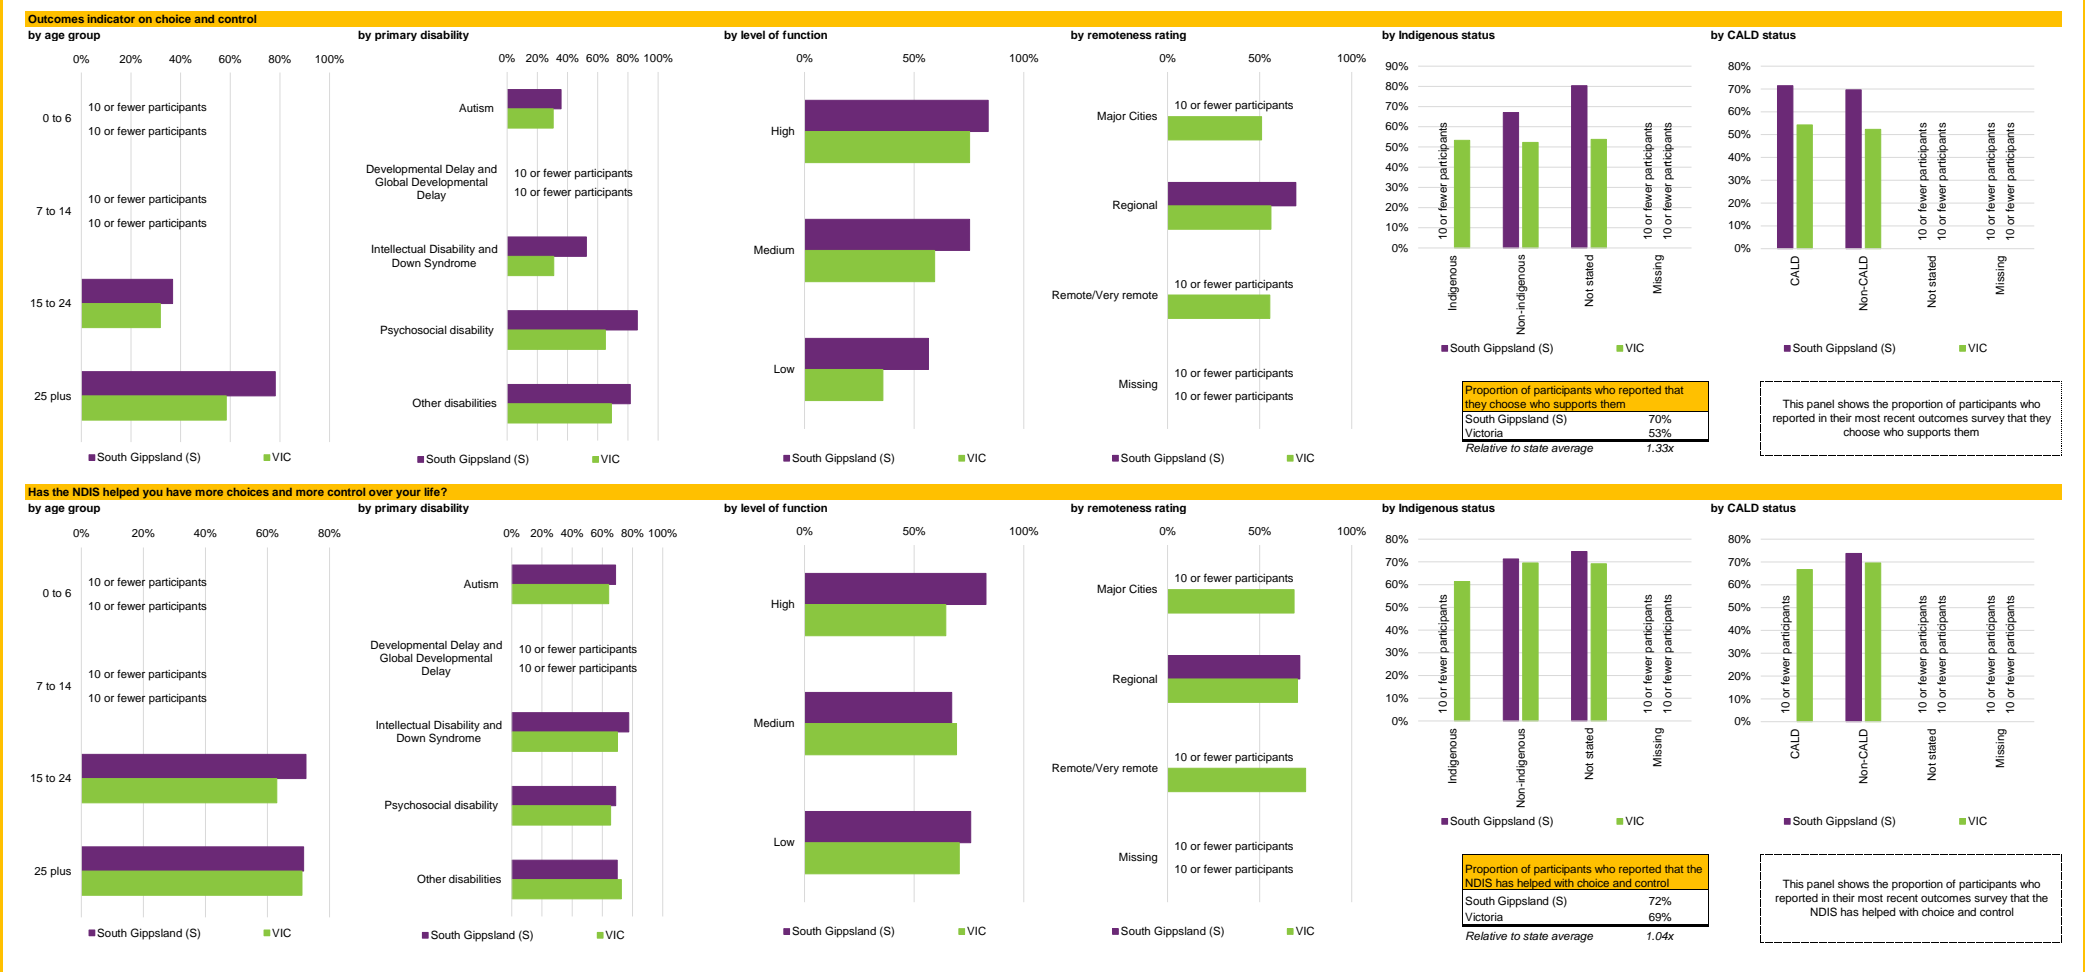 Outcomes indicator on choice and control
by age group
0% 20% 40% 60% 80% 100%
0 to 6
10 or fewer participants
10 or fewer participants
7 to 14
10 or fewer participants
10 or fewer participants
15 to 24
25 plus
South Gippsland (S) VIC
by primary disability
0% 20% 40% 60% 80% 100%
Autism
Developmental Delay and
Global Developmental
Delay
10 or fewer participants
10 or fewer participants
Intellectual Disability and
Down Syndrome
Psychosocial disability
Other disabilities
South Gippsland (S) VIC
by level of function
0% 50% 100%
High
Medium
Low
South Gippsland (S) VIC
by remoteness rating
0% 50% 100%
Major Cities
10 or fewer participants
Regional
Remote/Very remote
10 or fewer participants
Missing
10 or fewer participants
10 or fewer participants
South Gippsland (S) VIC
by Indigenous status
90%
80%
70%
60%
50%
40%
30%
20%
10%
0%
10 or fewer participants
10 or fewer participants
10 or fewer participants
Indigenous
Non-indigenous
Not stated
Missing
South Gippsland (S) VIC
Proportion of participants who reported that
they choose who supports them
South Gippsland (S) 70%
Victoria 53%
Relative to state average 1.33x
by CALD status
80%
70%
60%
50%
40%
30%
20%
10%
0%
10 or fewer participants
10 or fewer participants
10 or fewer participants
10 or fewer participants
CALD
Non-CALD
Not stated
Missing
South Gippsland (S) VIC
This panel shows the proportion of participants who
reported in their most recent outcomes survey that they
choose who supports them
Has the NDIS helped you have more choices and more control over your life?
by age group
0% 20% 40% 60% 80%
0 to 6
10 or fewer participants
10 or fewer participants
7 to 14
10 or fewer participants
10 or fewer participants
15 to 24
25 plus
South Gippsland (S) VIC
by primary disability
0% 20% 40% 60% 80% 100%
Autism
Developmental Delay and
Global Developmental
Delay
10 or fewer participants
10 or fewer participants
Intellectual Disability and
Down Syndrome
Psychosocial disability
Other disabilities
South Gippsland (S) VIC
by level of function
0% 50% 100%
High
Medium
Low
South Gippsland (S) VIC
by remoteness rating
0% 50% 100%
Major Cities
10 or fewer participants
Regional
Remote/Very remote
10 or fewer participants
Missing
10 or fewer participants
10 or fewer participants
South Gippsland (S) VIC
by Indigenous status
80%
70%
60%
50%
40%
30%
20%
10%
0%
10 or fewer participants
10 or fewer participants
10 or fewer participants
Indigenous
Non-indigenous
Not stated
Missing
South Gippsland (S) VIC
Proportion of participants who reported that the
NDIS has helped with choice and control
South Gippsland (S) 72%
Victoria 69%
Relative to state average 1.04x
by CALD status
80%
70%
60%
50%
40%
30%
20%
10%
0%
10 or fewer participants
10 or fewer participants
10 or fewer participants
10 or fewer participants
10 or fewer participants
CALD
Non-CALD
Not stated
Missing
South Gippsland (S) VIC
This panel shows the proportion of participants who
reported in their most recent outcomes survey that the
NDIS has helped with choice and control